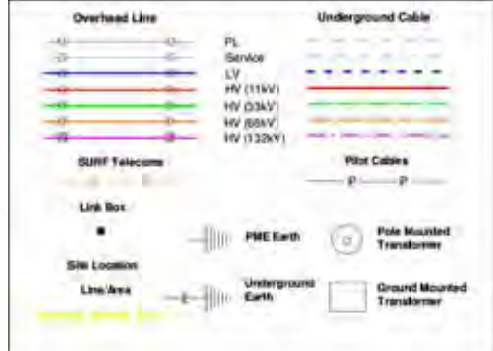 Overhead Line
Underground Cable
PL
Service
LV
HV (11kV)
HV (33kV)
HV (66kV)
HV (132kV)
SURF Telecoms
Pilot Cables
P P
Link Box
PME Earth
Pole Mounted
Transformer
Site Location
Line/Area
E
Underground
Earth
Ground Mounted
Transformer